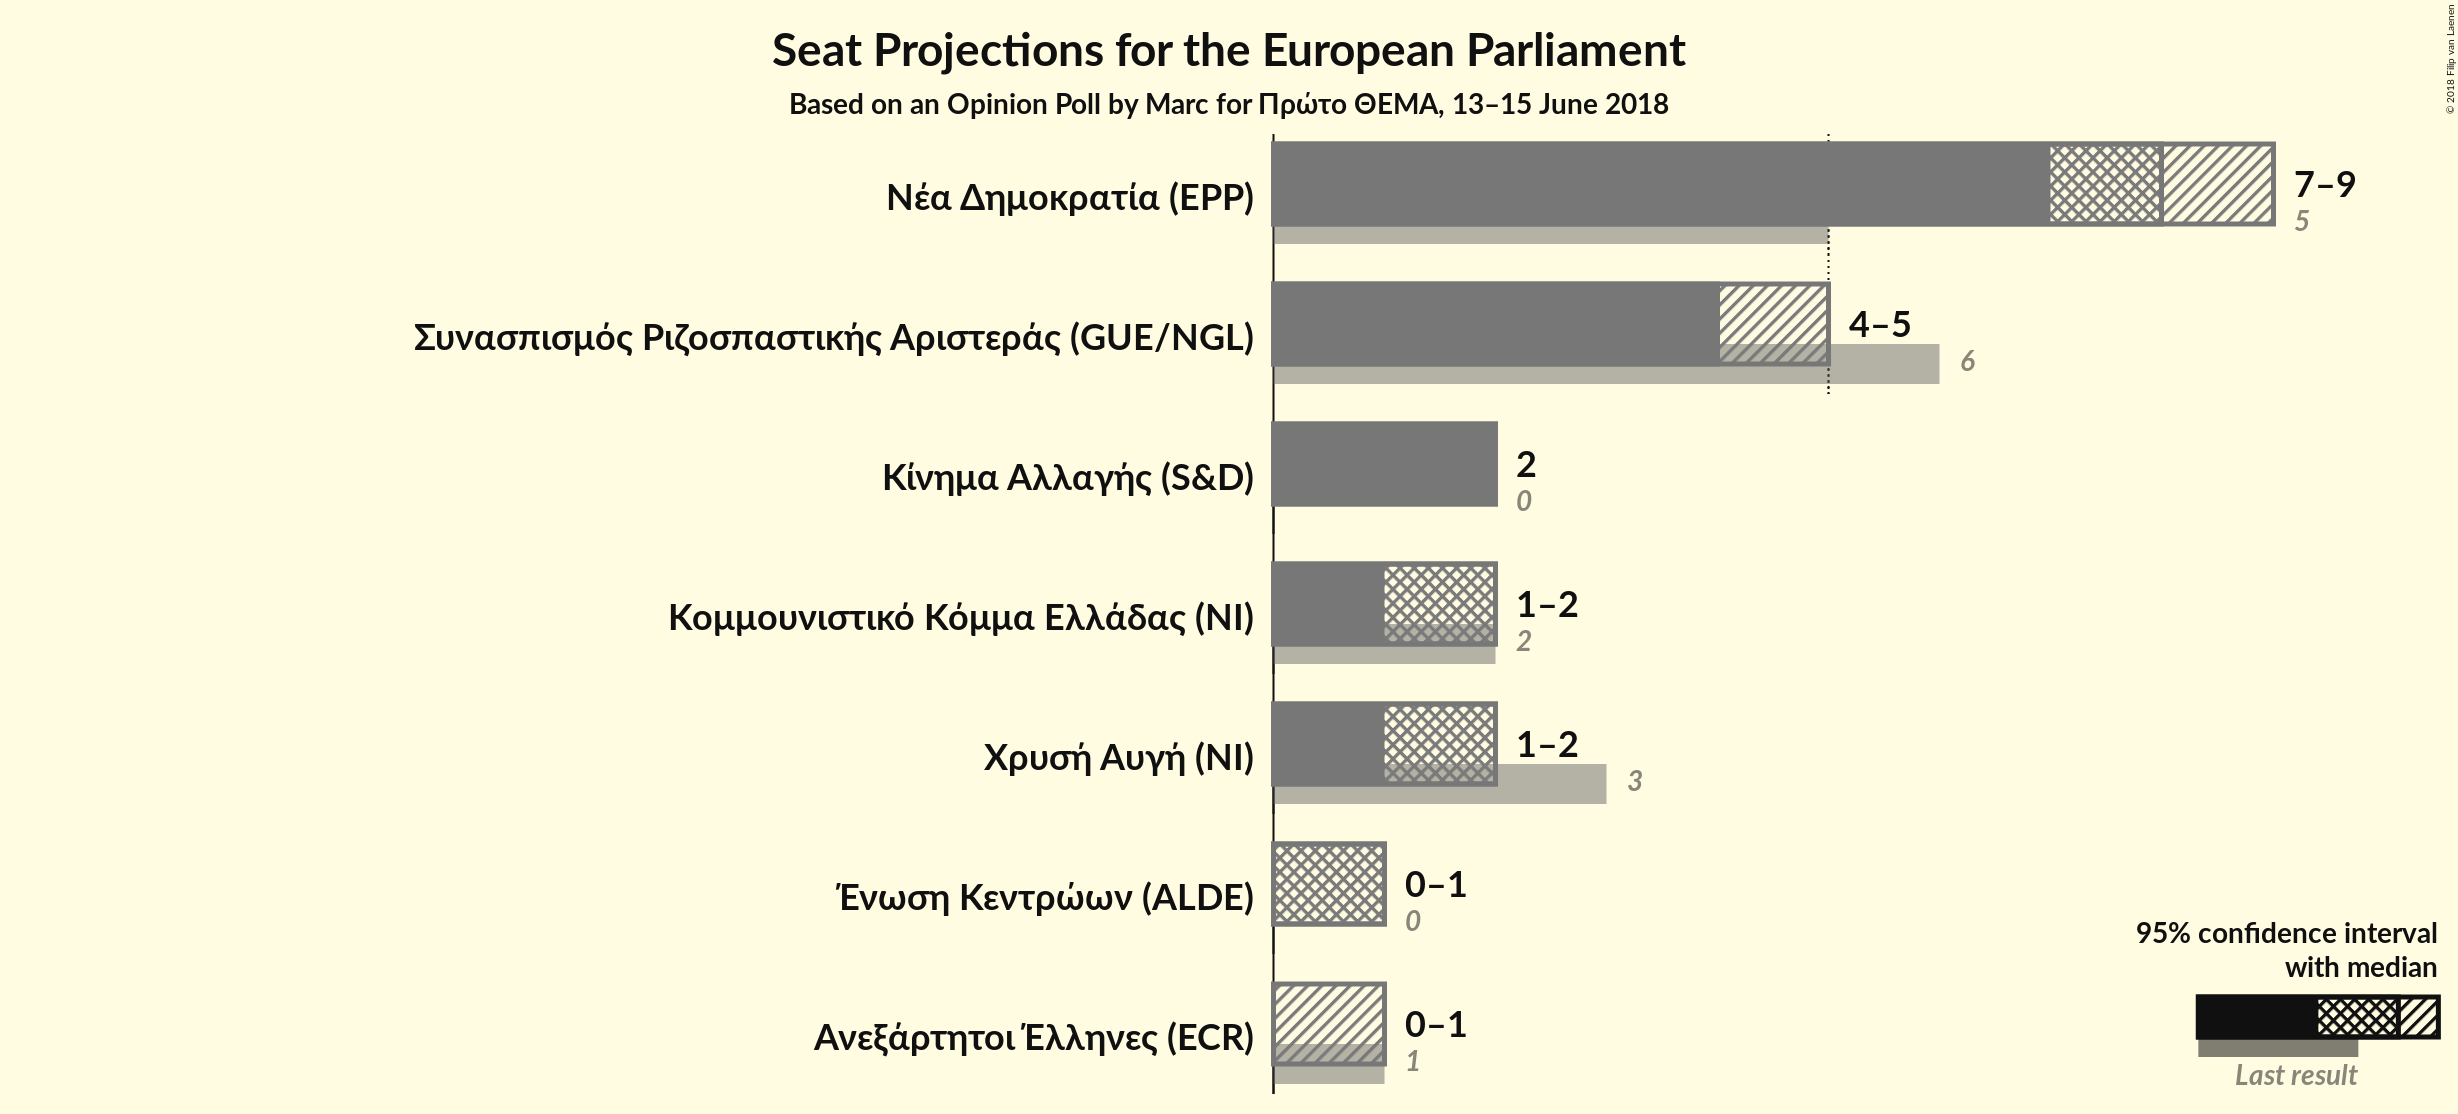 Seat Projections for the European Parliament
Based on an Opinion Poll by Marc for Πρώτο ΘΕΜΑ, 13–15 June 2018
© 2018 Filip van Laenen
Νέα Δημοκρατία (EPP)
7–9
5
Συνασπισμός Ριζοσπαστικής Αριστεράς (GUE/NGL)
4–5
6
Κίνημα Αλλαγής (S&D)
2
0
Κομμουνιστικό Κόμμα Ελλάδας (NI)
1–2
2
Χρυσή Αυγή (NI)
1–2
3
Ένωση Κεντρώων (ALDE)
0–1
0
Ανεξάρτητοι Έλληνες (ECR)
0–1
1
95% confidence interval
with median
Last result